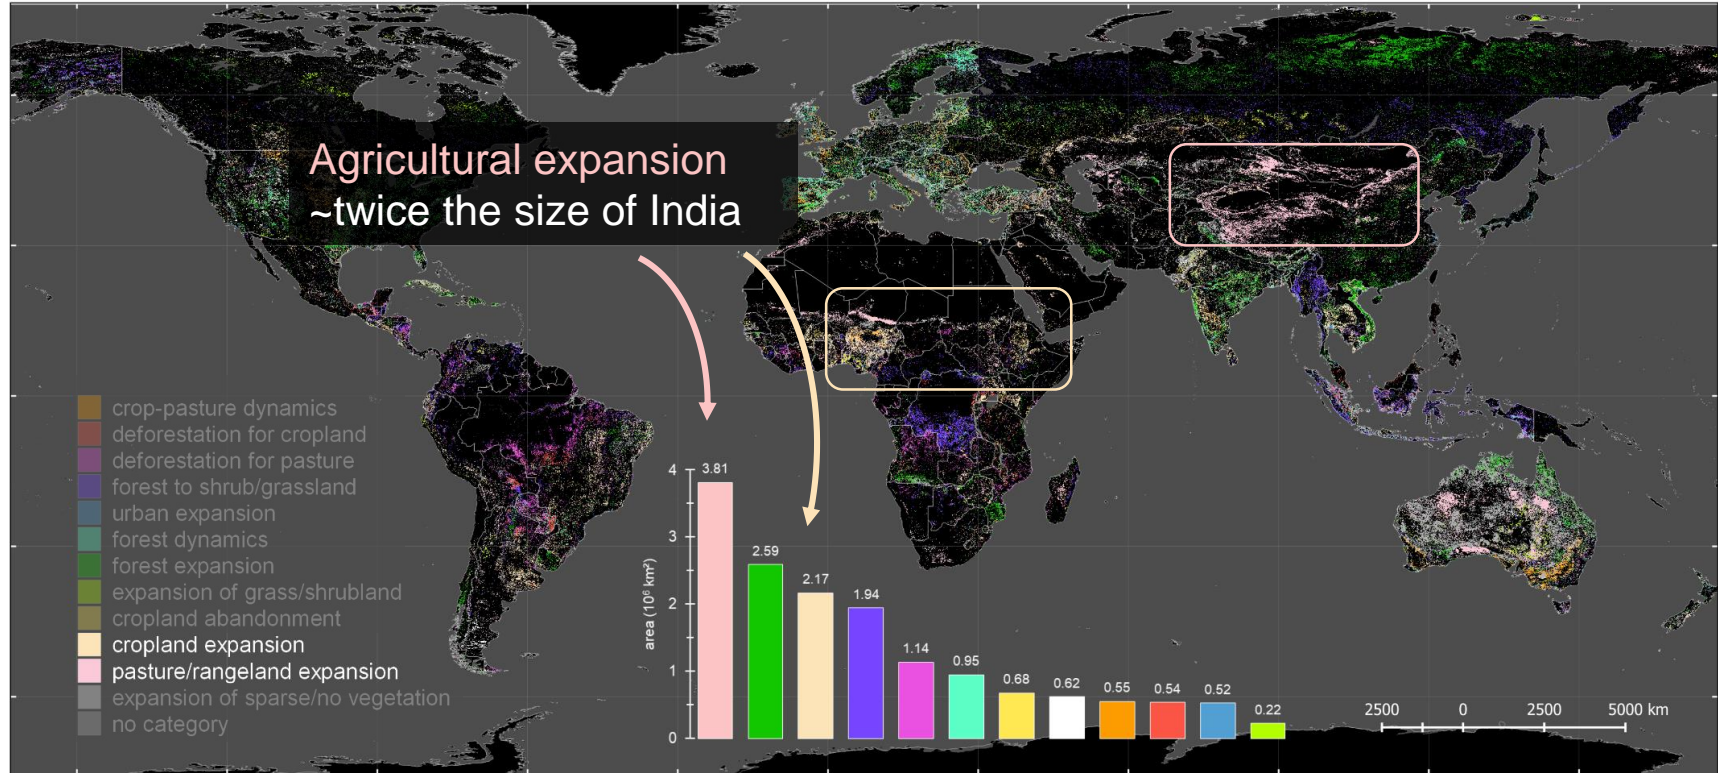 Agricultural expansion
~twice the size of India
crop-pasture dynamics
deforestation for cropland
deforestation for pasture
forest to shrub/grassland
urban expansion
forest dynamics
forest expansion
expansion of grass/shrubland
cropland abandonment
cropland expansion
pasture/rangeland expansion
expansion of sparse/no vegetation
no category
area (10⁶ km²)
4
3
2
1
0
3.81
2.59
2.17
1.94
1.14
0.95
0.68
0.62
0.55
0.54
0.52
0.22
2500 0 2500 5000 km